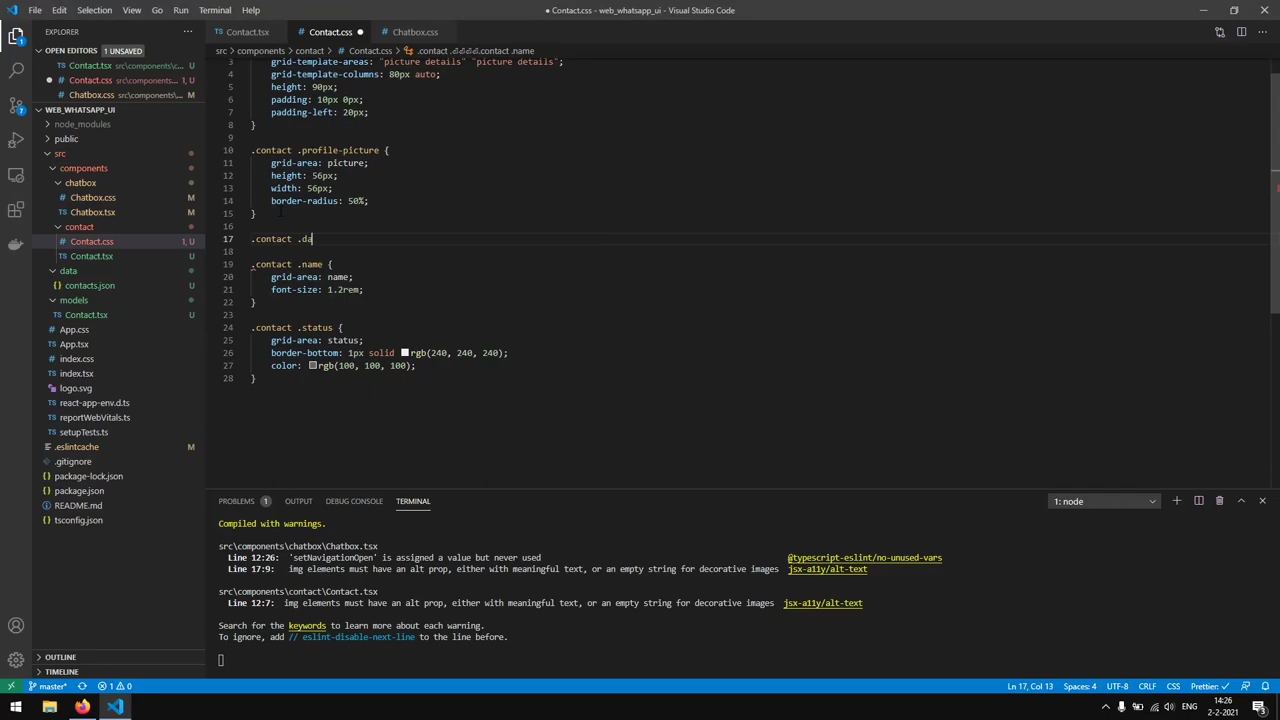 File Edit Selection View Go Run Terminal Help
● Contact.css - web_whatsapp_ui - Visual Studio Code
EXPLORER ···
Contact.tsx
Contact.css ●
Chatbox.css
OPEN EDITORS 1 UNSAVED
Contact.tsx src\components\c... U
Contact.css src\components... 1, U
Chatbox.css src\components\... M
src > components > contact > Contact.css > .contact .⏎⏎⏎⏎.contact .name
3 grid-template-areas: "picture details" "picture details";
4 grid-template-columns: 80px auto;
5 height: 90px;
6 padding: 10px 0px;
7 padding-left: 20px;
8 }
9
10 .contact .profile-picture {
11 grid-area: picture;
12 height: 56px;
13 width: 56px;
14 border-radius: 50%;
15 }
16
17 .contact .da
18
19 .contact .name {
20 grid-area: name;
21 font-size: 1.2rem;
22 }
23
24 .contact .status {
25 grid-area: status;
26 border-bottom: 1px solid rgb(240, 240, 240);
27 color: rgb(100, 100, 100);
28 }
WEB_WHATSAPP_UI
node_modules
public
src
components
chatbox
Chatbox.css M
Chatbox.tsx M
contact
Contact.css 1, U
Contact.tsx U
data
contacts.json U
models
Contact.tsx U
App.css
App.tsx
index.css
index.tsx
logo.svg
react-app-env.d.ts
reportWebVitals.ts
setupTests.ts
.eslintcache M
.gitignore
package-lock.json
package.json
README.md
tsconfig.json
OUTLINE
TIMELINE
PROBLEMS 1 OUTPUT DEBUG CONSOLE TERMINAL
1: node
Compiled with warnings.
src\components\chatbox\Chatbox.tsx
Line 12:26: 'setNavigationOpen' is assigned a value but never used @typescript-eslint/no-unused-vars
Line 17:9: img elements must have an alt prop, either with meaningful text, or an empty string for decorative images jsx-a11y/alt-text
src\components\contact\Contact.tsx
Line 12:7: img elements must have an alt prop, either with meaningful text, or an empty string for decorative images jsx-a11y/alt-text
Search for the keywords to learn more about each warning.
To ignore, add // eslint-disable-next-line to the line before.
master* 1 0
Ln 17, Col 13 Spaces: 4 UTF-8 CRLF CSS Prettier: ✓
ENG
14:26
2-2-2021
1
7
3